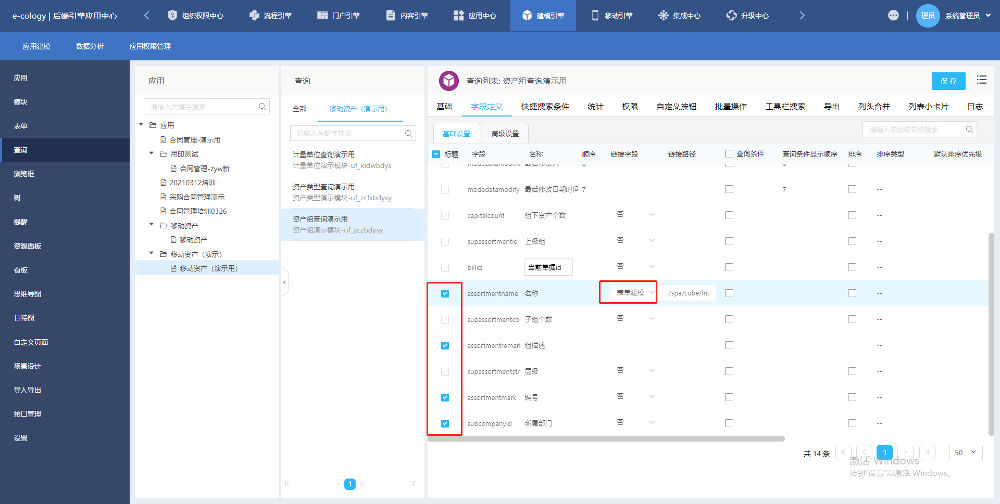 e-cology | 后端引擎应用中心
组织权限中心
流程引擎
门户引擎
内容引擎
应用中心
建模引擎
移动引擎
集成中心
升级中心
理员
系统管理员
应用建模
数据分析
应用权限管理
应用
模块
表单
查询
浏览框
树
提醒
资源面板
看板
思维导图
甘特图
自定义页面
场景设计
导入导出
接口管理
设置
应用
请输入关键字搜索
应用
合同管理-演示用
用印测试
合同管理-zyw新
20210312培训
采购合同管理演示
合同管理培训0326
移动资产
移动资产
移动资产（演示）
移动资产（演示用）
查询
全部
移动资产（演示用）
请输入关键字搜索
计量单位查询演示用
计量单位演示模块-uf_kldwbdys
资产类型查询演示用
资产类型演示模块-uf_zclxbdysy
资产组查询演示用
资产组演示模块-uf_zczbdysy
1
查询列表: 资产组查询演示用
保 存
基础
字段定义
快捷搜索条件
统计
权限
自定义按钮
批量操作
工具栏搜索
导出
列头合并
列表小卡片
日志
基础设置
高级设置
请输入字段或名称搜索
标题 字段 名称 顺序 链接字段 链接路径 查询条件 查询条件显示顺序 排序 排序类型 默认排序优先级
modedatamodifyo 最后修改日期时间 7 7 --
capitalcount 组下资产个数 否 --
supassortmentid 上级组 否 --
billid 当前单据id 否 --
assortmentname 名称 表单建模 /spa/cube/inc --
supassortmentcou 子组个数 否 --
assortmentremark 组描述 --
supassortmentstr 层级 否 --
assortmentmark 编号 否 --
subcompanyid 所属部门 否 --
共 14 条
1
50
激活 Windows
转到“设置”以激活 Windows。